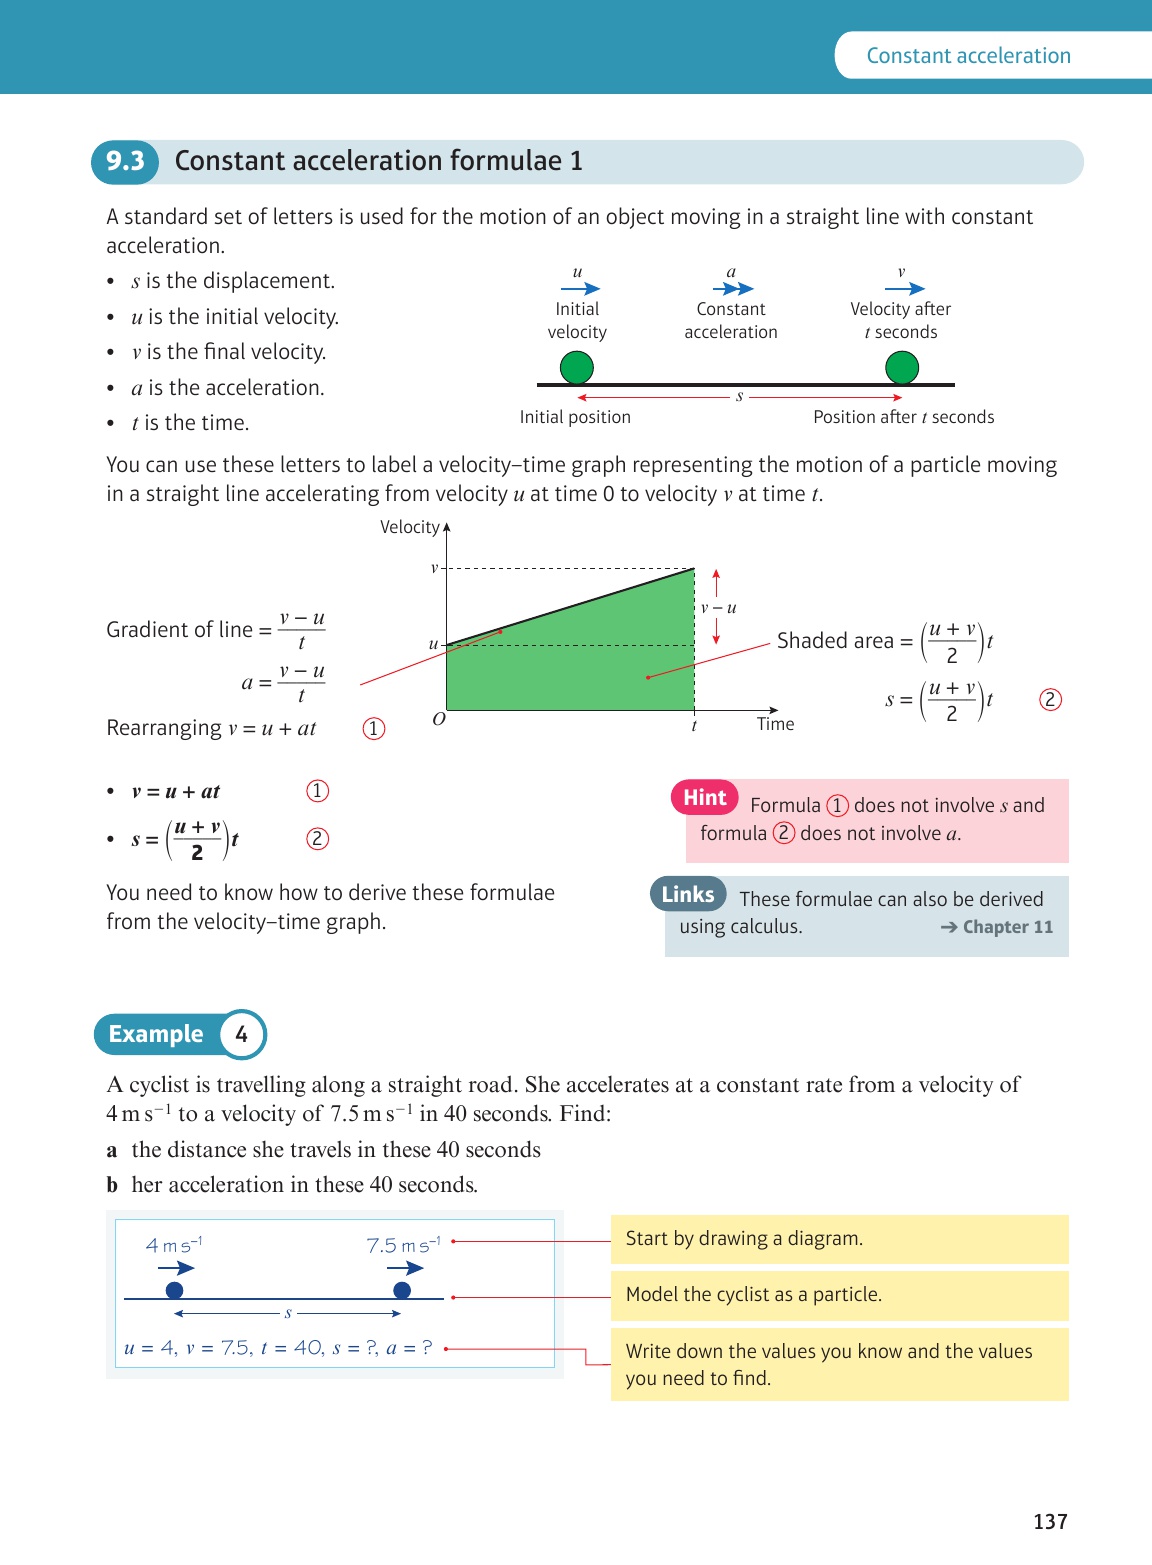 Constant acceleration
9.3 Constant acceleration formulae 1
A standard set of letters is used for the motion of an object moving in a straight line with constant
acceleration.
• s is the displacement.
• u is the initial velocity.
• v is the final velocity.
• a is the acceleration.
• t is the time.
u a v
Initial velocity
Constant acceleration
Velocity after t seconds
s
Initial position
Position after t seconds
You can use these letters to label a velocity–time graph representing the motion of a particle moving
in a straight line accelerating from velocity u at time 0 to velocity v at time t.
Velocity
v
u
O
t
Time
v – u
Gradient of line = (v – u)/t
a = (v – u)/t
Rearranging v = u + at ①
Shaded area = ((u + v)/2)t
s = ((u + v)/2)t ②
• v = u + at ①
• s = ((u + v)/2)t ②
You need to know how to derive these formulae
from the velocity–time graph.
Hint Formula ① does not involve s and
formula ② does not involve a.
Links These formulae can also be derived
using calculus. ➔ Chapter 11
Example 4
A cyclist is travelling along a straight road. She accelerates at a constant rate from a velocity of
4 m s⁻¹ to a velocity of 7.5 m s⁻¹ in 40 seconds. Find:
a the distance she travels in these 40 seconds
b her acceleration in these 40 seconds.
4 m s⁻¹ 7.5 m s⁻¹
s
u = 4, v = 7.5, t = 40, s = ?, a = ?
Start by drawing a diagram.
Model the cyclist as a particle.
Write down the values you know and the values
you need to find.
137